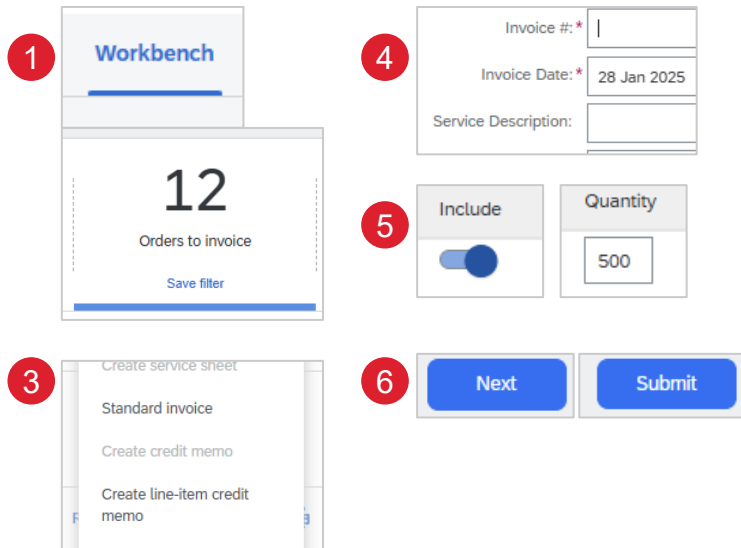 1
Workbench
12
Orders to invoice
Save filter
3
Create service sheet
Standard invoice
Create credit memo
Create line-item credit
memo
4
Invoice #:*
Invoice Date:* 28 Jan 2025
Service Description:
5
Include
Quantity
500
6
Next
Submit